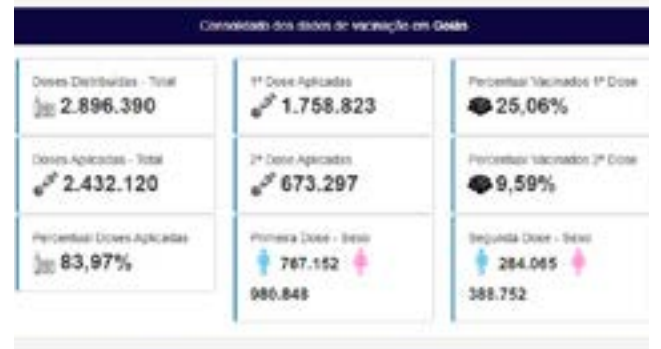 Consolidado dos dados de vacinação em Goiás
Doses Distribuídas - Total
2.896.390
Doses Aplicadas - Total
2.432.120
Percentual Doses Aplicadas
83,97%
1ª Dose Aplicadas
1.758.823
2ª Dose Aplicadas
673.297
Primeira Dose - Sexo
767.152
980.848
Percentual Vacinados 1ª Dose
25,06%
Percentual Vacinados 2ª Dose
9,59%
Segunda Dose - Sexo
284.065
388.752